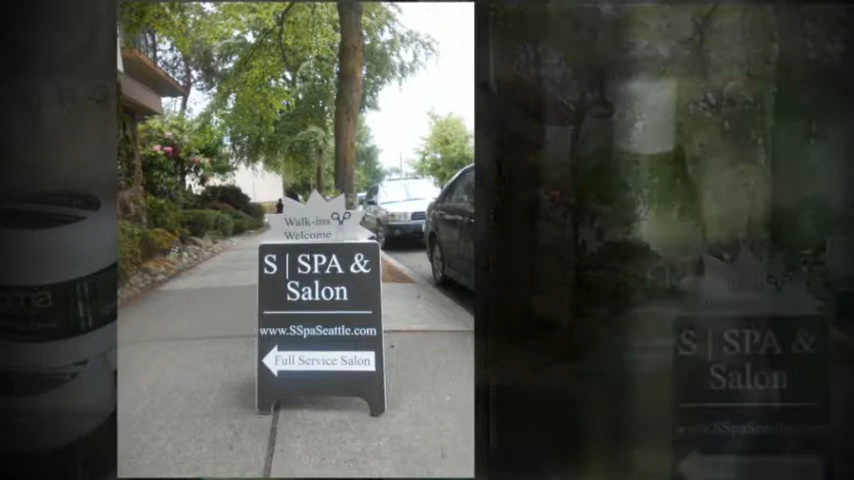 Walk-ins
Welcome
S | SPA &
Salon
www.SSpaSeattle.com
Full Service Salon
S | SPA &
Salon
www.SSpaSeattle.com